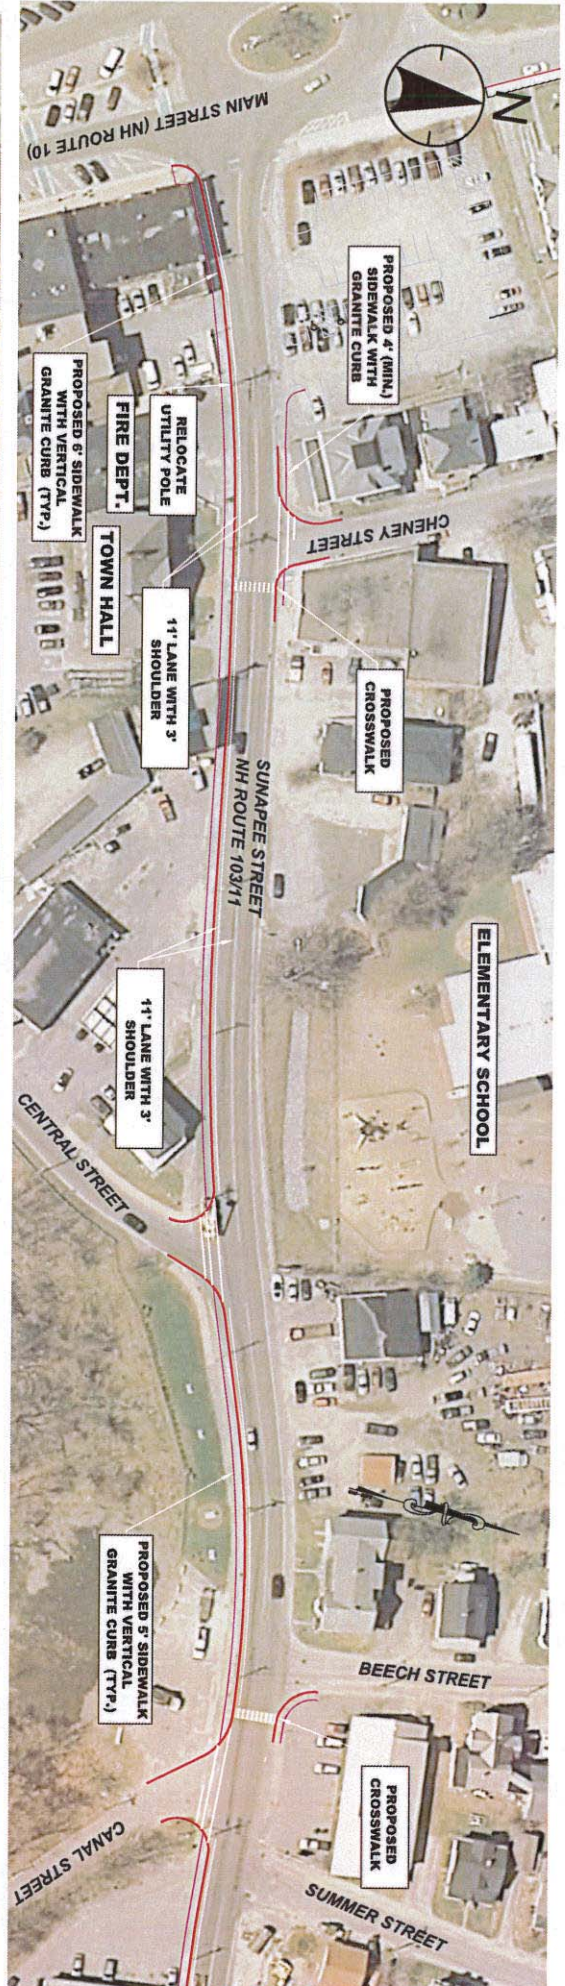 MAIN STREET (NH ROUTE 10)
N
PROPOSED 4' (MIN.)
SIDEWALK WITH
GRANITE CURB
CHENEY STREET
PROPOSED
CROSSWALK
ELEMENTARY SCHOOL
PROPOSED 6' SIDEWALK
WITH VERTICAL
GRANITE CURB (TYP.)
RELOCATE
UTILITY POLE
FIRE DEPT.
TOWN HALL
11' LANE WITH 3'
SHOULDER
SUNAPEE STREET
NH ROUTE 103/11
11' LANE WITH 3'
SHOULDER
CENTRAL STREET
PROPOSED 5' SIDEWALK
WITH VERTICAL
GRANITE CURB (TYP.)
BEECH STREET
PROPOSED
CROSSWALK
CANAL STREET
SUMMER STREET